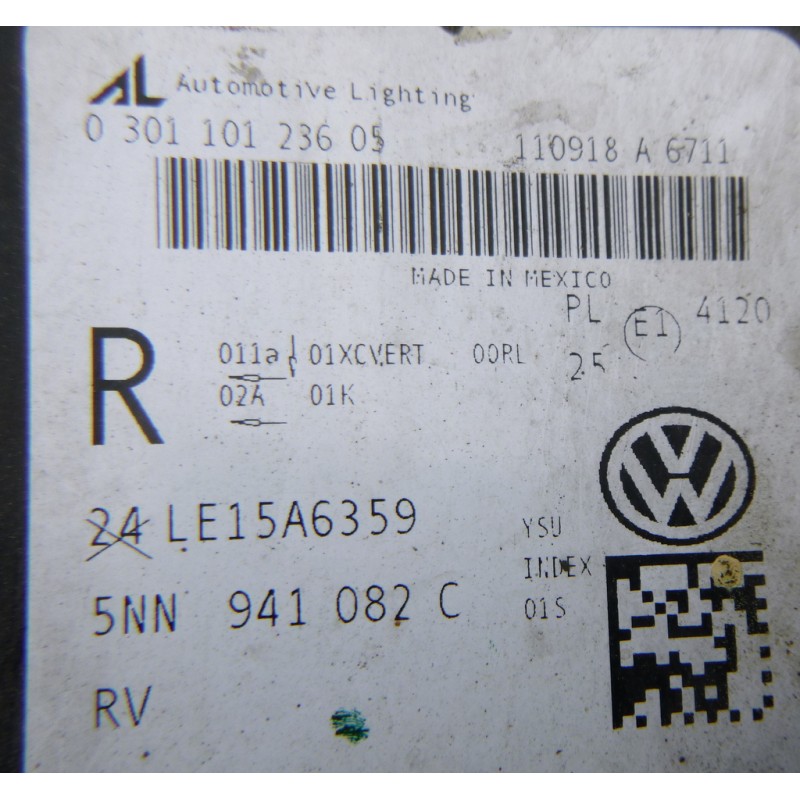 AL Automotive Lighting
0 301 101 236 05 110918 A 6711
MADE IN MEXICO
PL E1 4120
R 011a 01XCVERT 00RL 25
02A 01K
24 LE15A6359 YSU
INDEX
5NN 941 082 C 01S
RV